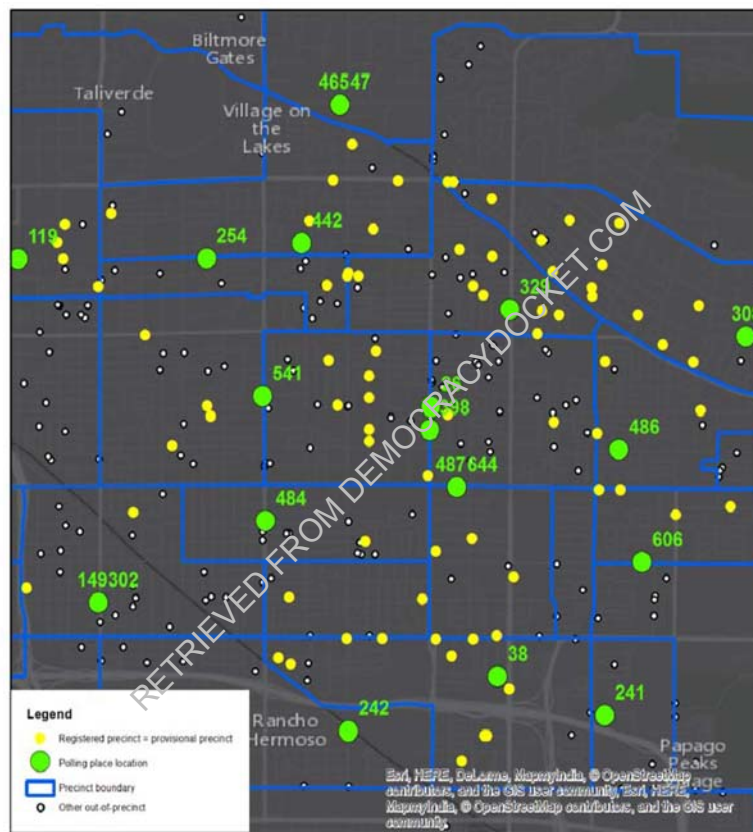 Biltmore
Gates
Taliverde
46547
Village on
the
Lakes
119
254
442
329
308
541
398
486
487644
484
606
149302
38
242
241
Rancho
Hermoso
Papago
Peaks
Legend
Registered precinct = provisional precinct
Polling place location
Precinct boundary
Other out-of-precinct
Esri, HERE, DeLorme, MapmyIndia, © OpenStreetMap
contributors, and the GIS user community, Esri, HERE,
MapmyIndia, © OpenStreetMap contributors, and the GIS user
community
RETRIEVED FROM DEMOCRACYDOCKET.COM